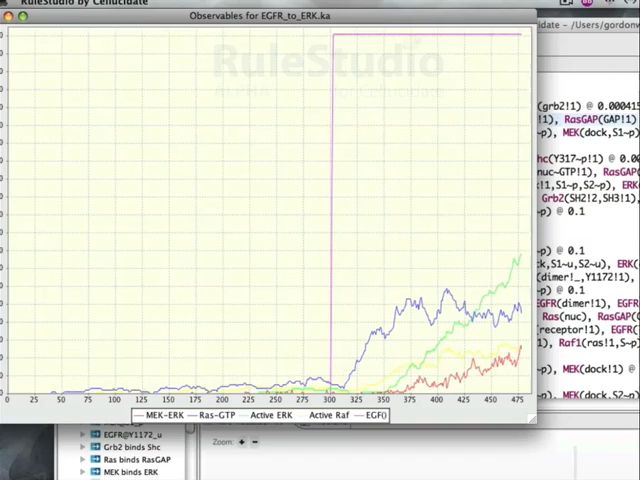 RuleStudio by Cellucidate
Observables for EGFR_to_ERK.ka
idate - /Users/gordonw
RuleStudio
(grb2!1) @ 0.000415
!1), RasGAP(GAP!1)
~p), MEK(dock,S1~p
Shc(Y317~p!1) @ 0.00
nuc~GTP!1), RasGAP(
k!1,S1~p,S2~p), ERK
Grb2(SH2!2,SH3!1),
~p) @ 0.1
~p) @ 0.1
dock,S1~u,S2~u), ERK(
~p) @ 0.1
EGFR(dimer!1), EGFR(
(dimer!_,Y1172!1),
Ras(nuc), RasGAP(
(receptor!1), EGFR(
), Raf1(ras!1,S~p)
~p), MEK(dock!1) @
~p), MEK(dock,S2~
0 25 50 75 100 125 150 175 200 225 250 275 300 325 350 375 400 425 450 475
MEK-ERK Ras-GTP Active ERK Active Raf EGF()
EGFR@Y1172_u
Grb2 binds Shc
Ras binds RasGAP
MEK binds ERK
Zoom: